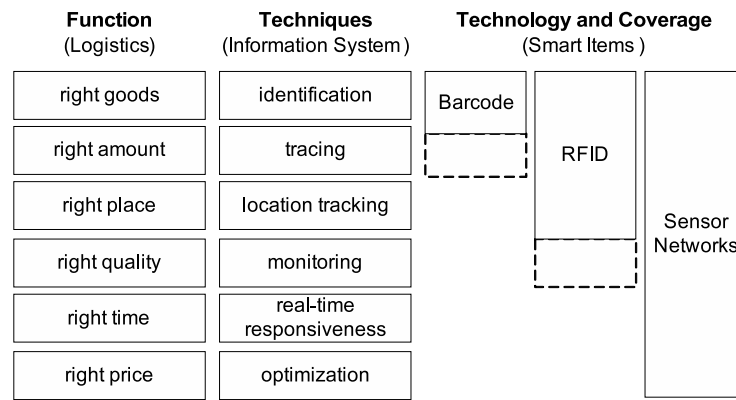 Function Techniques Technology and Coverage
(Logistics) (Information System ) (Smart Items )
right goods identification Barcode
right amount tracing RFID
right place location tracking
Sensor
Networks
right quality monitoring
right time real-time
responsiveness
right price optimization